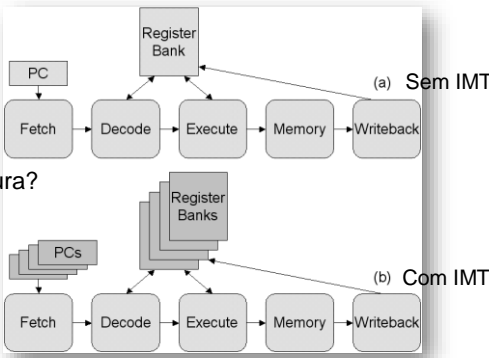 Register
Bank
PC
(a) Sem IMT
Fetch Decode Execute Memory Writeback
ura?
Register
Banks
PCs
(b) Com IMT
Fetch Decode Execute Memory Writeback